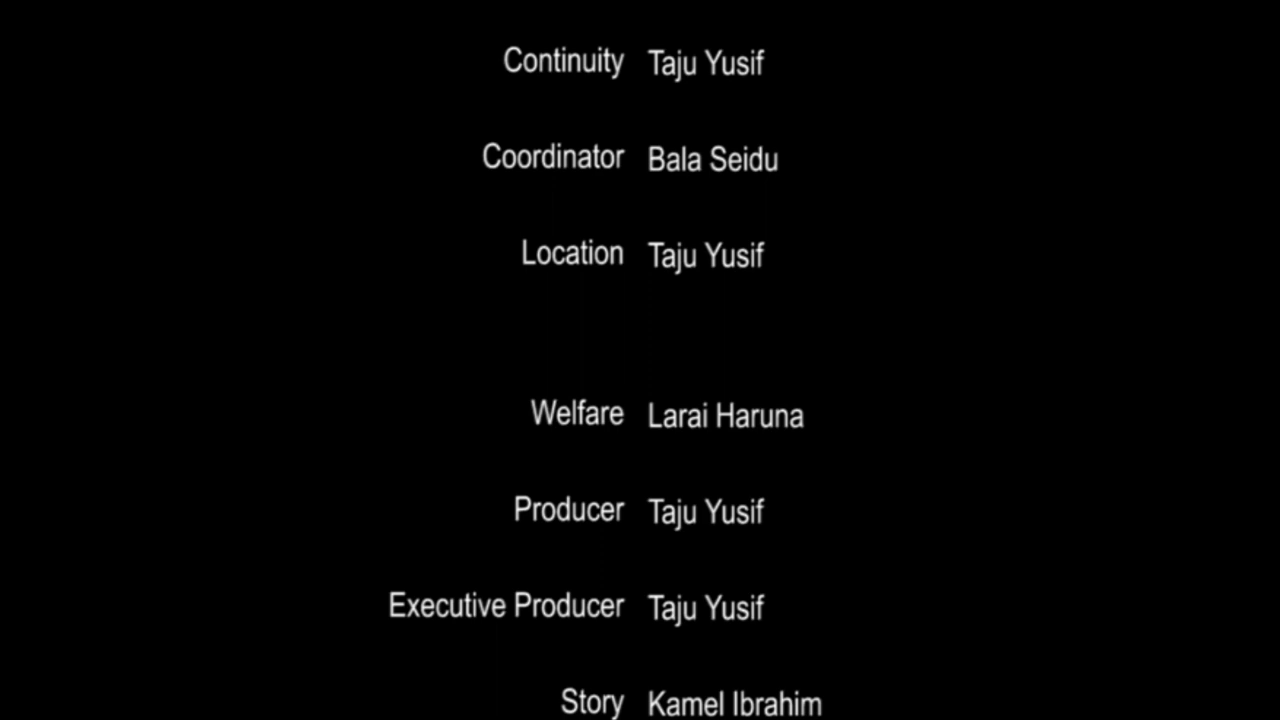 Continuity Taju Yusif
Coordinator Bala Seidu
Location Taju Yusif
Welfare Larai Haruna
Producer Taju Yusif
Executive Producer Taju Yusif
Story Kamel Ibrahim